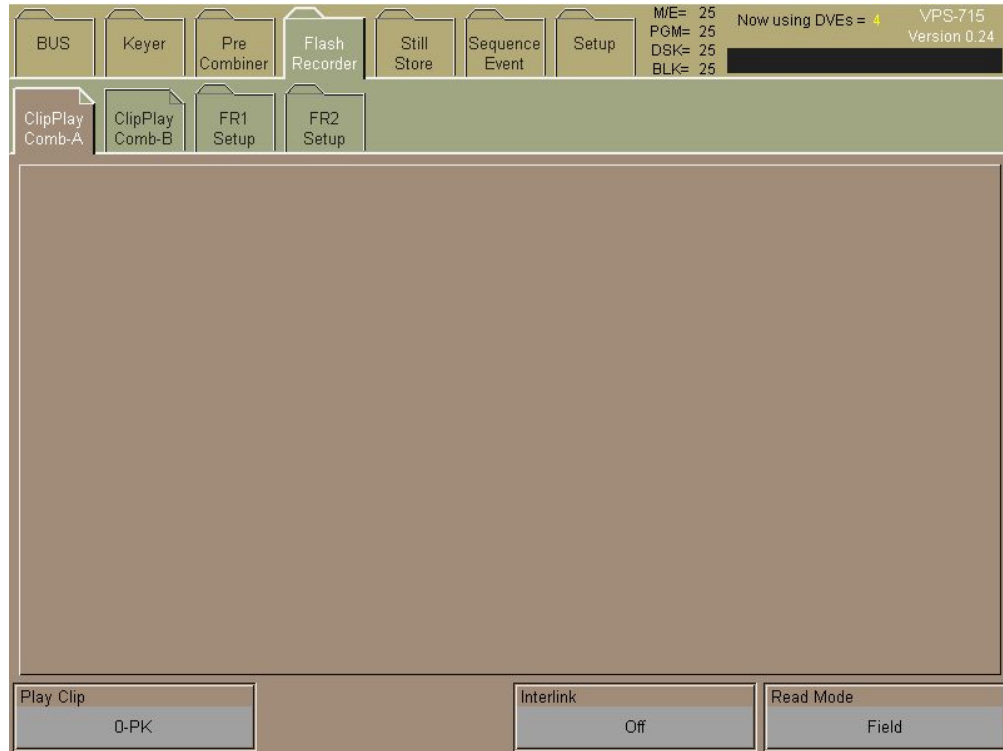 BUS
Keyer
Pre
Combiner
Flash
Recorder
Still
Store
Sequence
Event
Setup
M/E= 25
PGM= 25
DSK= 25
BLK= 25
Now using DVEs = 4
VPS-715
Version 0.24
ClipPlay
Comb-A
ClipPlay
Comb-B
FR1
Setup
FR2
Setup
Play Clip
0-PK
Interlink
Off
Read Mode
Field